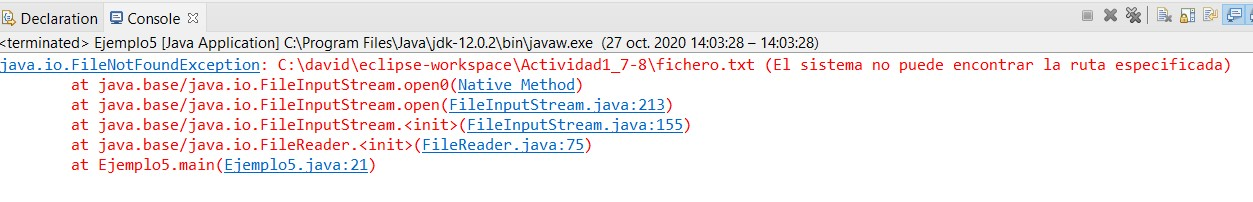 Declaration Console
<terminated> Ejemplo5 [Java Application] C:\Program Files\Java\jdk-12.0.2\bin\javaw.exe (27 oct. 2020 14:03:28 – 14:03:28)
java.io.FileNotFoundException: C:\david\eclipse-workspace\Actividad1_7-8\fichero.txt (El sistema no puede encontrar la ruta especificada)
at java.base/java.io.FileInputStream.open0(Native Method)
at java.base/java.io.FileInputStream.open(FileInputStream.java:213)
at java.base/java.io.FileInputStream.<init>(FileInputStream.java:155)
at java.base/java.io.FileReader.<init>(FileReader.java:75)
at Ejemplo5.main(Ejemplo5.java:21)